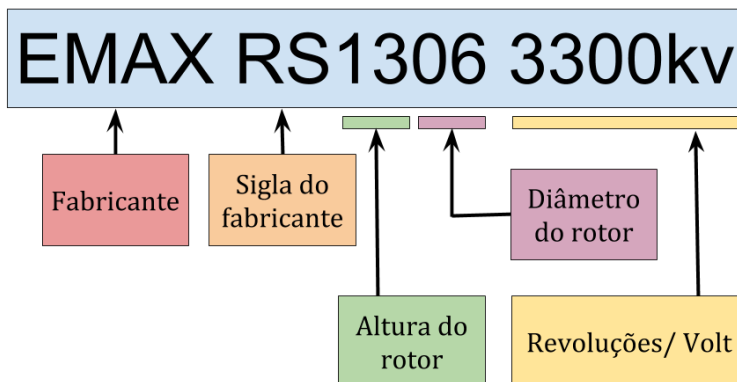 EMAX RS1306 3300kv
Fabricante
Sigla do
fabricante
Diâmetro
do rotor
Altura do
rotor
Revoluções/ Volt